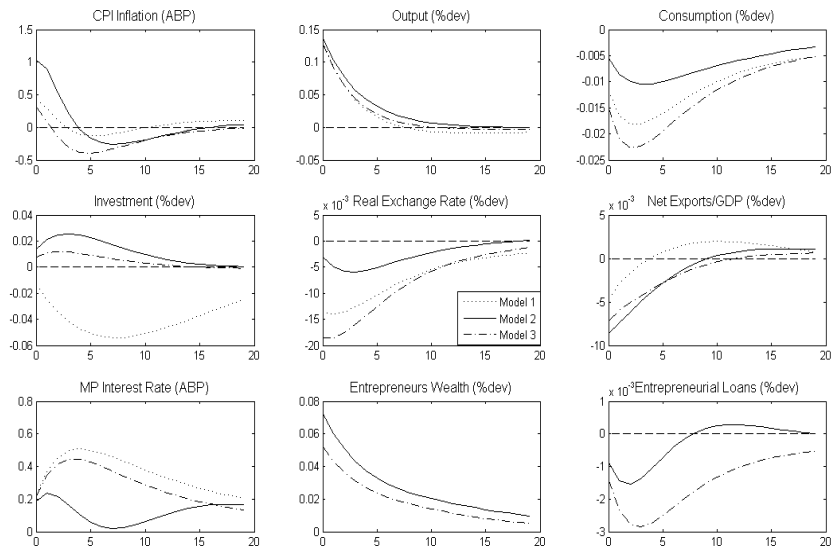 CPI Inflation (ABP)
1.5
1
0.5
0
-0.5
0 5 10 15 20
Output (%dev)
0.15
0.1
0.05
0
-0.05
0 5 10 15 20
Consumption (%dev)
0
-0.005
-0.01
-0.015
-0.02
-0.025
0 5 10 15 20
Investment (%dev)
0.04
0.02
0
-0.02
-0.04
-0.06
0 5 10 15 20
x 10⁻³ Real Exchange Rate (%dev)
5
0
-5
-10
-15
-20
0 5 10 15 20
Model 1
Model 2
Model 3
x 10⁻³ Net Exports/GDP (%dev)
5
0
-5
-10
0 5 10 15 20
MP Interest Rate (ABP)
0.8
0.6
0.4
0.2
0
0 5 10 15 20
Entrepreneurs Wealth (%dev)
0.08
0.06
0.04
0.02
0
0 5 10 15 20
x 10⁻³ Entrepreneurial Loans (%dev)
1
0
-1
-2
-3
0 5 10 15 20